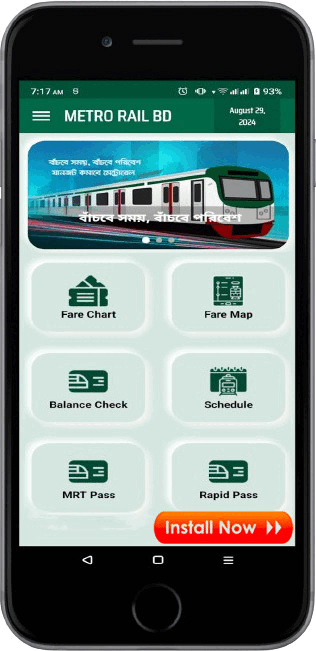 7:17 AM 93%
METRO RAIL BD
August 29,
2024
বাঁচবে সময়, বাঁচবে পরিবেশ
যানজট কমাবে মেট্রোরেল
বাঁচবে সময়, বাঁচবে পরিবেশ
Fare Chart Fare Map
Balance Check Schedule
MRT Pass Rapid Pass
Install Now